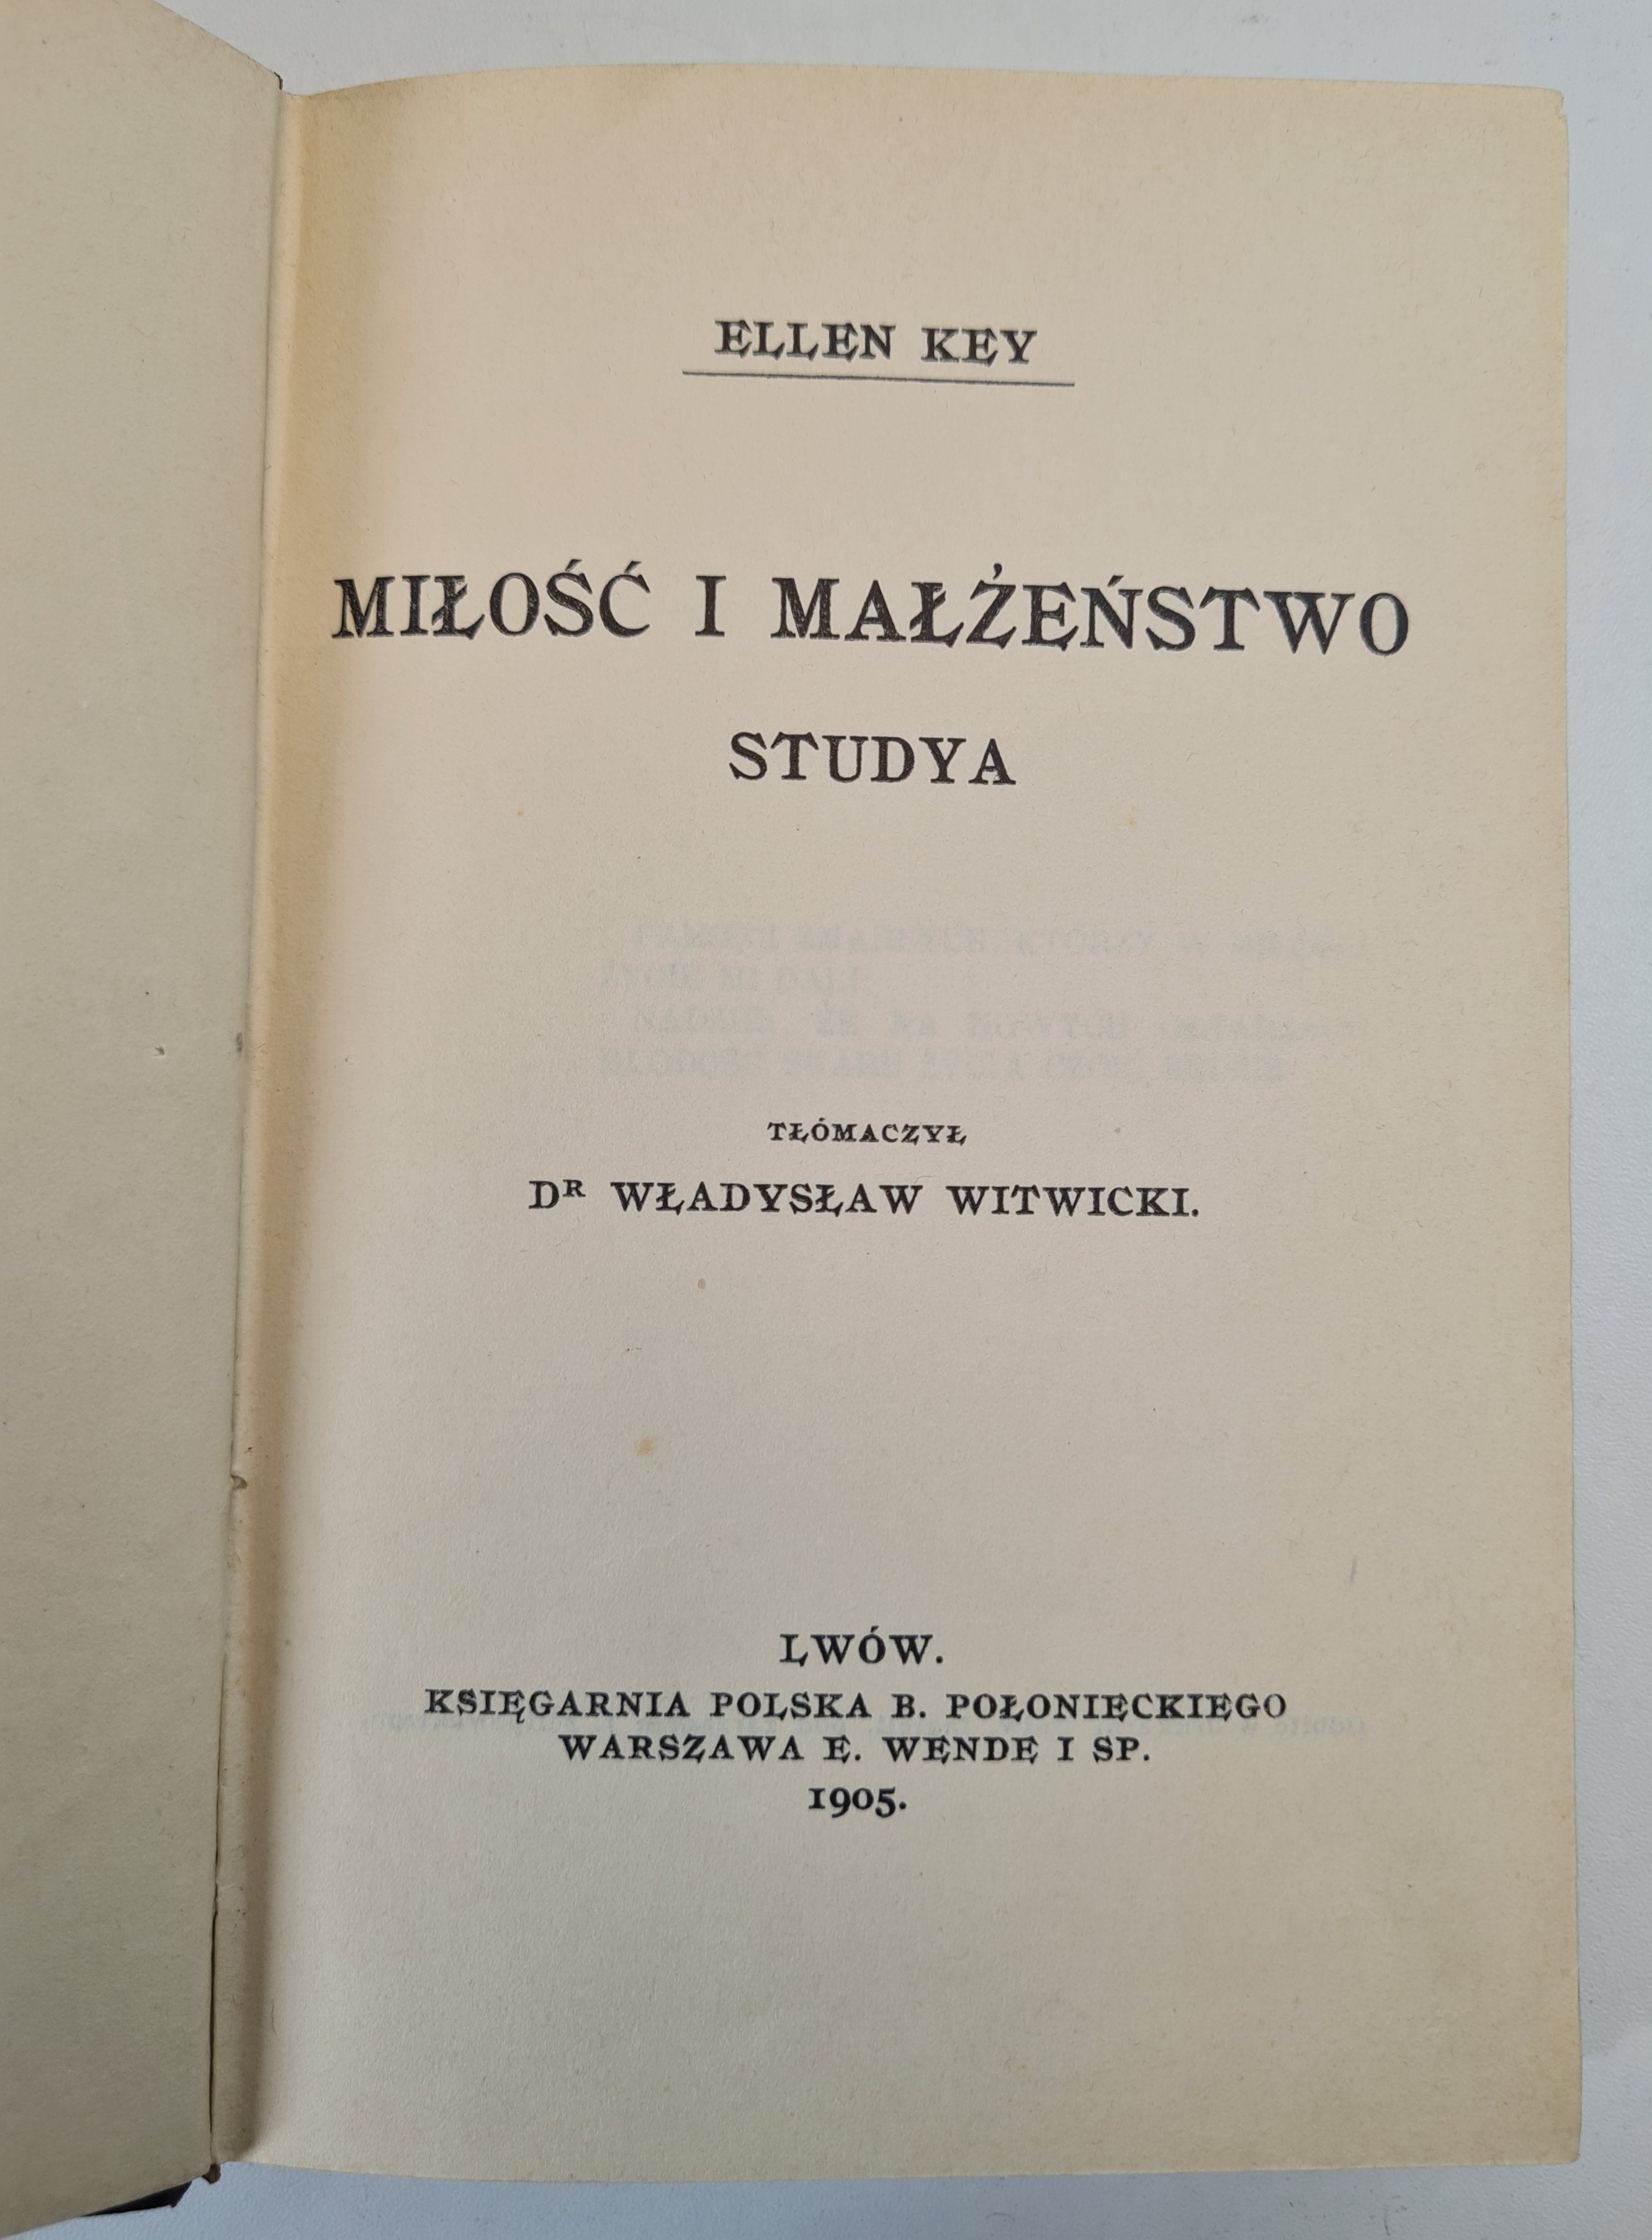 ELLEN KEY
MIŁOŚĆ I MAŁŻEŃSTWO
STUDYA
TŁÓMACZYŁ
DR WŁADYSŁAW WITWICKI.
LWÓW.
KSIĘGARNIA POLSKA B. POŁONIECKIEGO
WARSZAWA E. WENDE I SP.
1905.